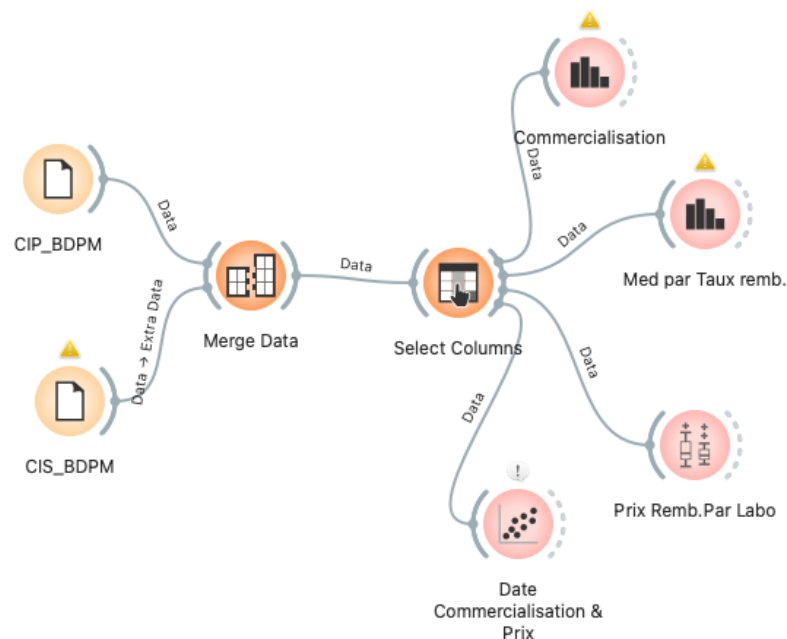 Commercialisation
Data
CIP_BDPM
Data
Data
Med par Taux remb.
Data
Merge Data
Select Columns
Data → Extra Data
CIS_BDPM
Data
Data
Prix Remb.Par Labo
Date
Commercialisation &
Prix